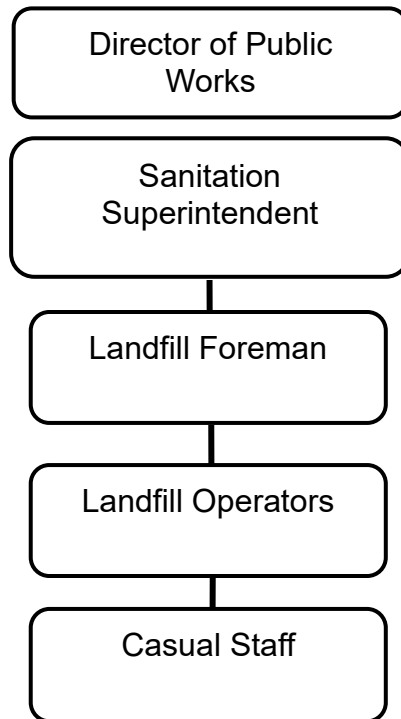 Director of Public
Works
Sanitation
Superintendent
Landfill Foreman
Landfill Operators
Casual Staff